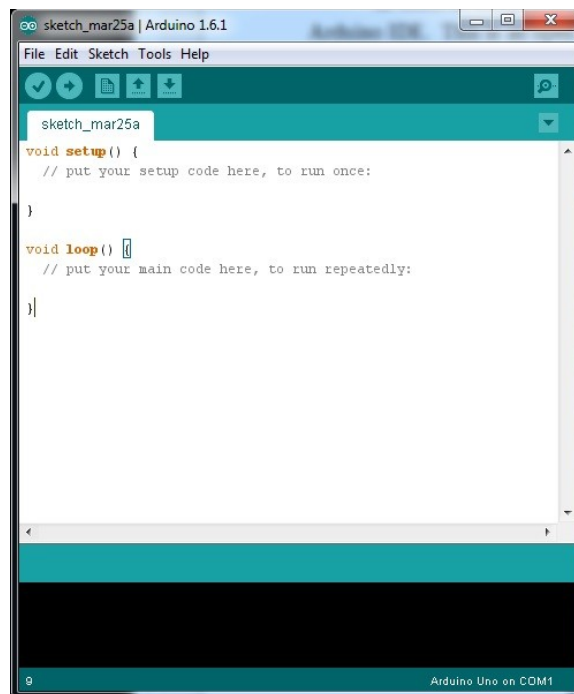 sketch_mar25a | Arduino 1.6.1
File Edit Sketch Tools Help
sketch_mar25a
void setup() {
  // put your setup code here, to run once:
}
void loop() {
  // put your main code here, to run repeatedly:
}
9
Arduino Uno on COM1